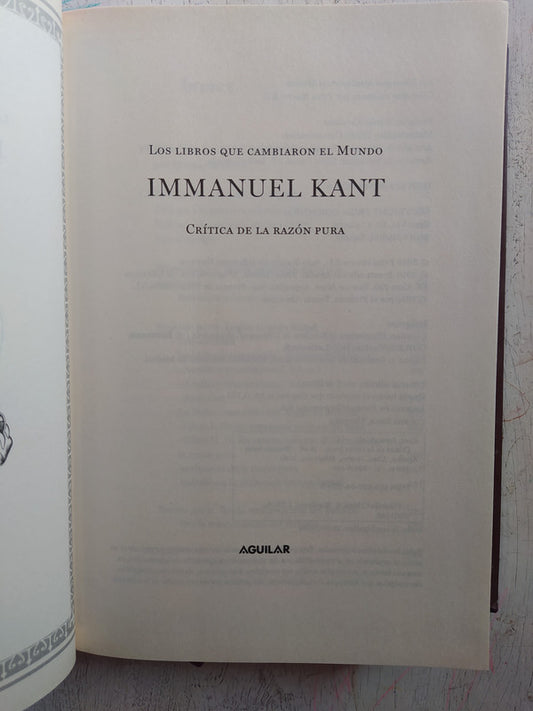 Los libros que cambiaron el Mundo
IMMANUEL KANT
Crítica de la razón pura
AGUILAR